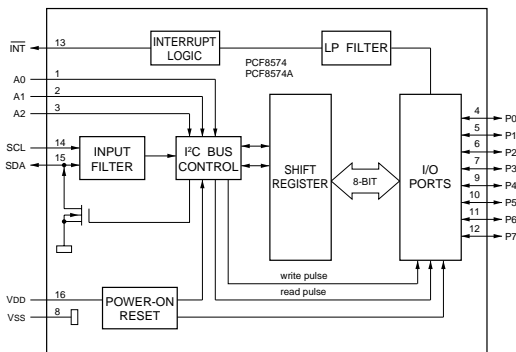 INT 13 INTERRUPT LOGIC LP FILTER
PCF8574
PCF8574A
A0 1
A1 2
A2 3
SCL 14
SDA 15
INPUT FILTER
I²C BUS CONTROL
SHIFT REGISTER
8-BIT
I/O PORTS
4 P0
5 P1
6 P2
7 P3
9 P4
10 P5
11 P6
12 P7
write pulse
read pulse
VDD 16
VSS 8
POWER-ON RESET